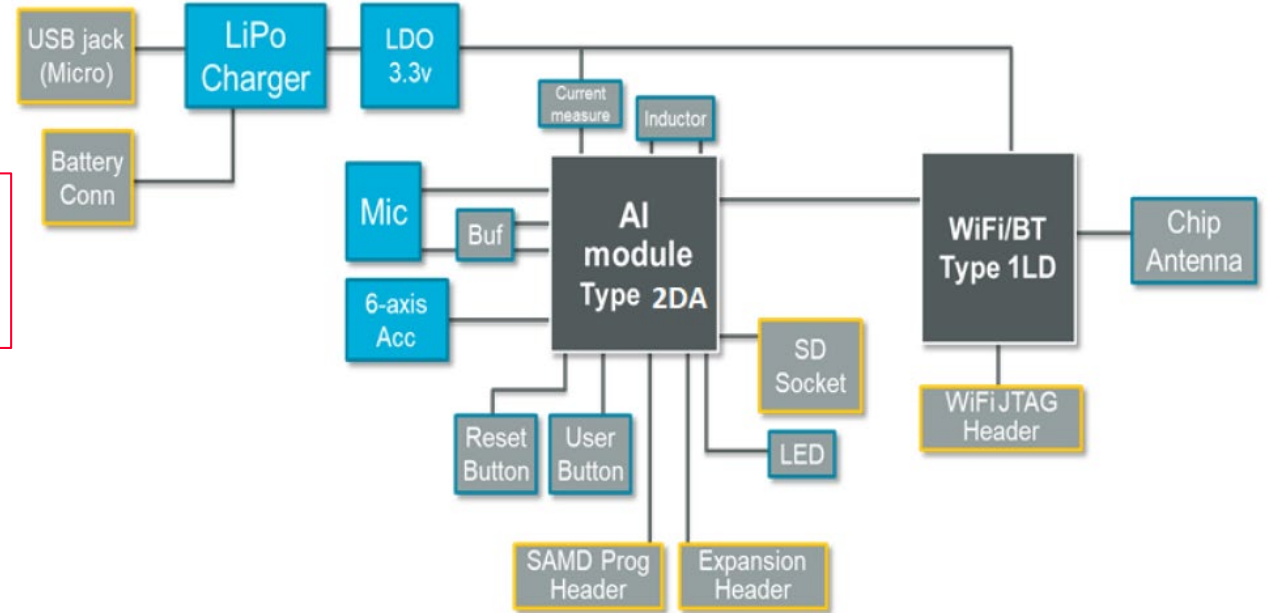 USB jack
(Micro)
LiPo
Charger
LDO
3.3v
Current
measure
Inductor
Battery
Conn
Mic
Buf
AI
module
Type 2DA
WiFi/BT
Type 1LD
Chip
Antenna
6-axis
Acc
SD
Socket
WiFi JTAG
Header
Reset
Button
User
Button
LED
SAMD Prog
Header
Expansion
Header